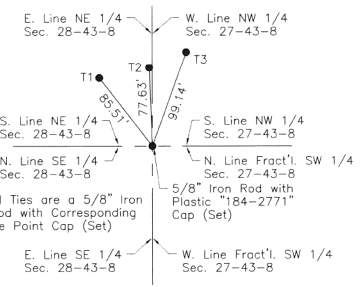 E. Line NE 1/4
Sec. 28-43-8
W. Line NW 1/4
Sec. 27-43-8
T1
T2
T3
85.51'
77.63'
99.14'
S. Line NE 1/4
Sec. 28-43-8
S. Line NW 1/4
Sec. 27-43-8
N. Line SE 1/4
Sec. 28-43-8
N. Line Fract'l. SW 1/4
Sec. 27-43-8
5/8" Iron Rod with
Plastic "184-2771"
Cap (Set)
Ties are a 5/8" Iron
with Corresponding
Point Cap (Set)
E. Line SE 1/4
Sec. 28-43-8
W. Line Fract'l. SW 1/4
Sec. 27-43-8